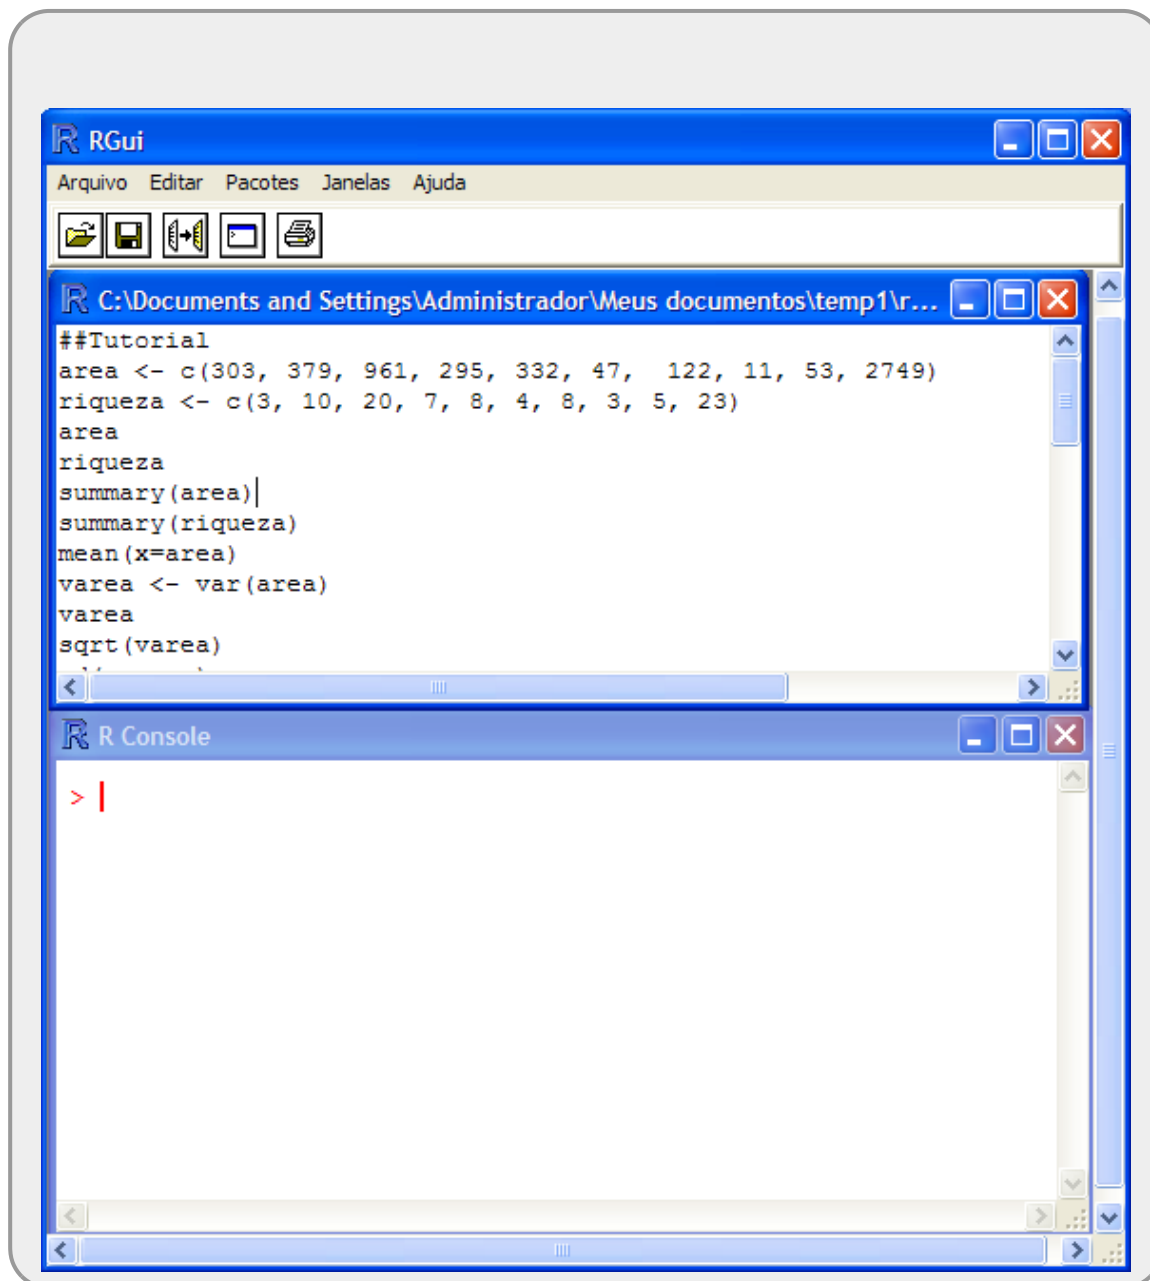 RGui
Arquivo Editar Pacotes Janelas Ajuda
C:\Documents and Settings\Administrador\Meus documentos\temp1\r...
##Tutorial
area <- c(303, 379, 961, 295, 332, 47,  122, 11, 53, 2749)
riqueza <- c(3, 10, 20, 7, 8, 4, 8, 3, 5, 23)
area
riqueza
summary(area)
summary(riqueza)
mean(x=area)
varea <- var(area)
varea
sqrt(varea)
R Console
>